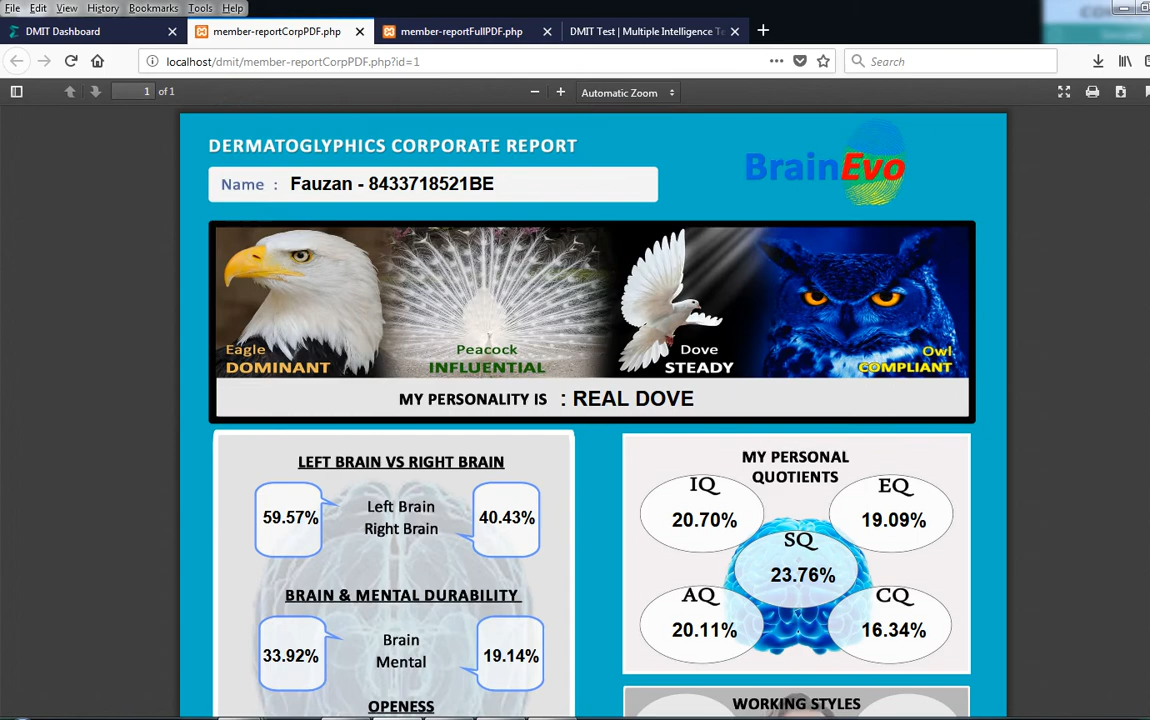 File Edit View History Bookmarks Tools Help
DMIT Dashboard
member-reportCorpPDF.php
member-reportFullPDF.php
DMIT Test | Multiple Intelligence Te
localhost/dmit/member-reportCorpPDF.php?id=1
Search
1 of 1
Automatic Zoom
DERMATOGLYPHICS CORPORATE REPORT
BrainEvo
Name : Fauzan - 8433718521BE
Eagle Peacock Dove Owl
DOMINANT INFLUENTIAL STEADY COMPLIANT
MY PERSONALITY IS : REAL DOVE
LEFT BRAIN VS RIGHT BRAIN
59.57% Left Brain 40.43%
Right Brain
BRAIN & MENTAL DURABILITY
33.92% Brain 19.14%
Mental
OPENESS
MY PERSONAL
QUOTIENTS
IQ EQ
20.70% 19.09%
SQ
23.76%
AQ CQ
20.11% 16.34%
WORKING STYLES